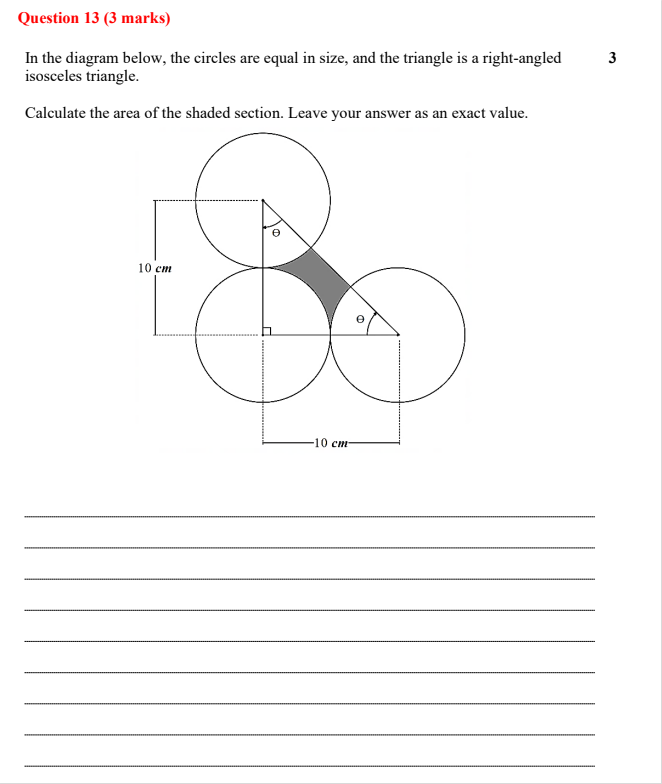 Question 13 (3 marks)
In the diagram below, the circles are equal in size, and the triangle is a right-angled 3
isosceles triangle.
Calculate the area of the shaded section. Leave your answer as an exact value.
Θ
10 cm
Θ
10 cm